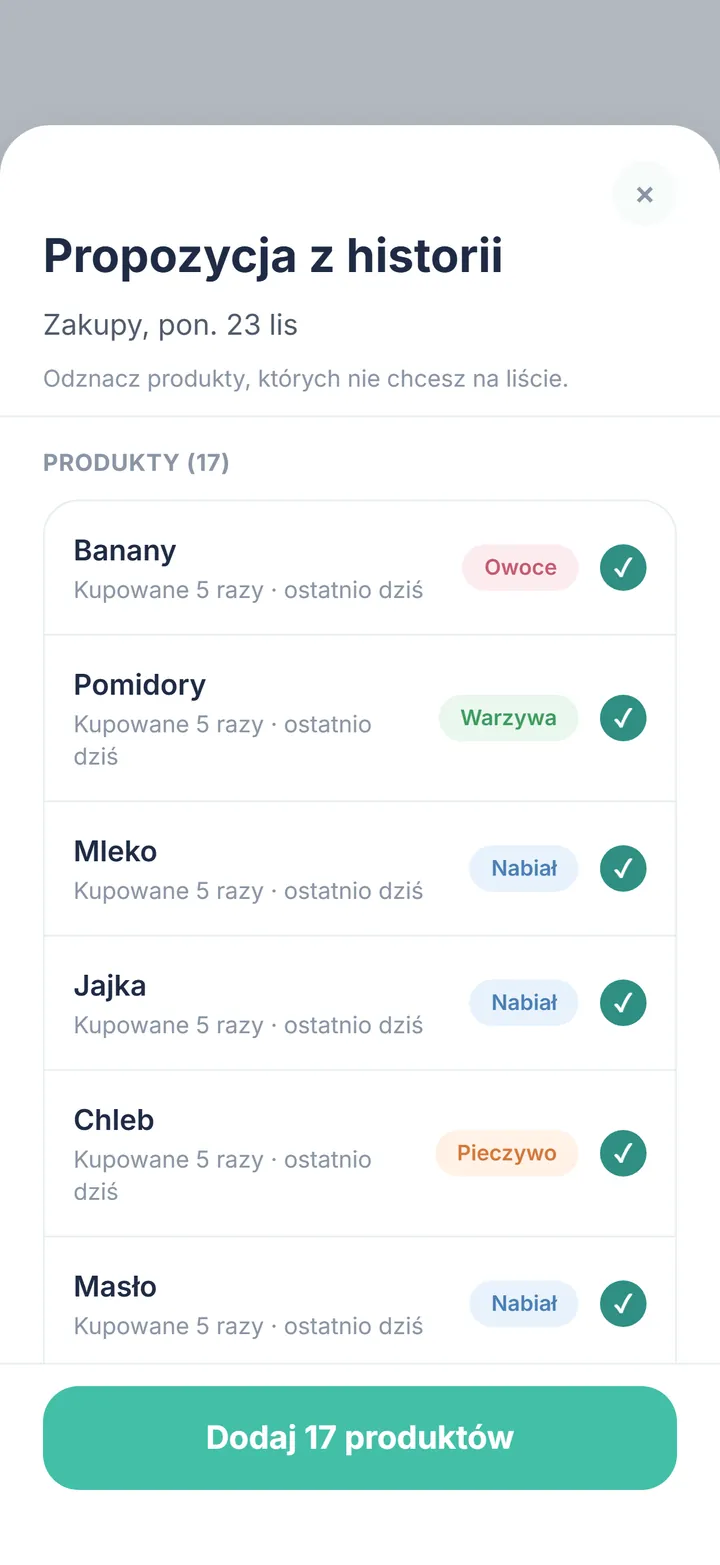 ×
Propozycja z historii
Zakupy, pon. 23 lis
Odznacz produkty, których nie chcesz na liście.
PRODUKTY (17)
Banany
Kupowane 5 razy · ostatnio dziś
Owoce
Pomidory
Kupowane 5 razy · ostatnio
dziś
Warzywa
Mleko
Kupowane 5 razy · ostatnio dziś
Nabiał
Jajka
Kupowane 5 razy · ostatnio dziś
Nabiał
Chleb
Kupowane 5 razy · ostatnio
dziś
Pieczywo
Masło
Kupowane 5 razy · ostatnio dziś
Nabiał
Dodaj 17 produktów